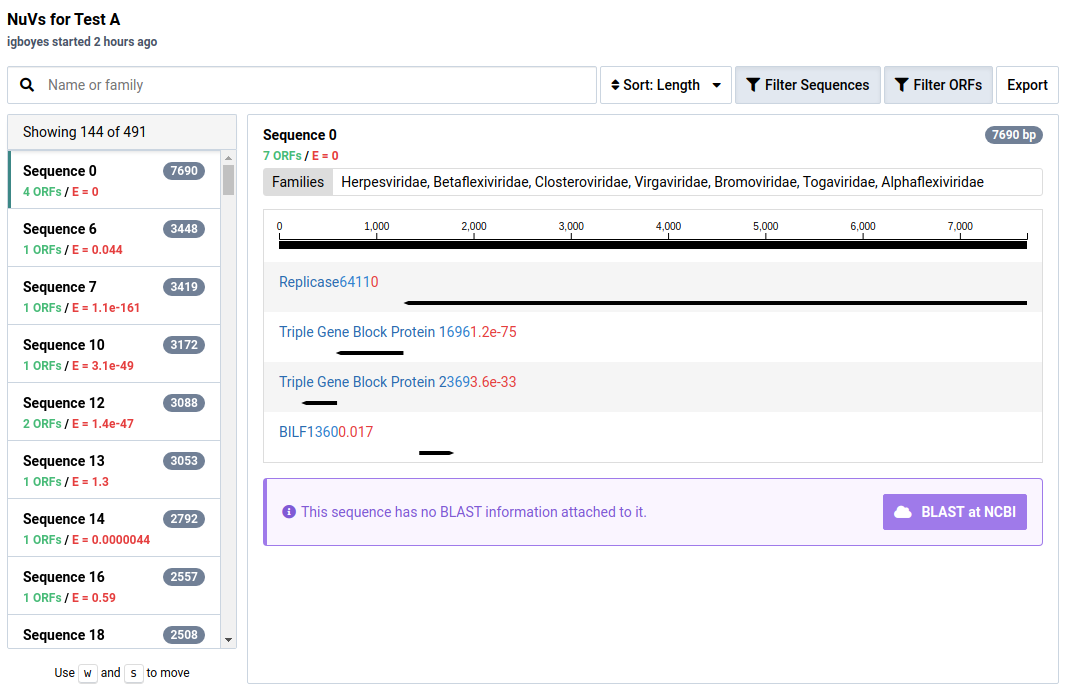 NuVs for Test A
igboyes started 2 hours ago
Name or family
Sort: Length
Filter Sequences
Filter ORFs
Export
Showing 144 of 491
Sequence 0 7690
4 ORFs / E = 0
Sequence 6 3448
1 ORFs / E = 0.044
Sequence 7 3419
1 ORFs / E = 1.1e-161
Sequence 10 3172
1 ORFs / E = 3.1e-49
Sequence 12 3088
2 ORFs / E = 1.4e-47
Sequence 13 3053
1 ORFs / E = 1.3
Sequence 14 2792
1 ORFs / E = 0.0000044
Sequence 16 2557
1 ORFs / E = 0.59
Sequence 18 2508
Use w and s to move
Sequence 0 7690 bp
7 ORFs / E = 0
Families Herpesviridae, Betaflexiviridae, Closteroviridae, Virgaviridae, Bromoviridae, Togaviridae, Alphaflexiviridae
0 1,000 2,000 3,000 4,000 5,000 6,000 7,000
Replicase64110
Triple Gene Block Protein 16961.2e-75
Triple Gene Block Protein 23693.6e-33
BILF13600.017
This sequence has no BLAST information attached to it.
BLAST at NCBI